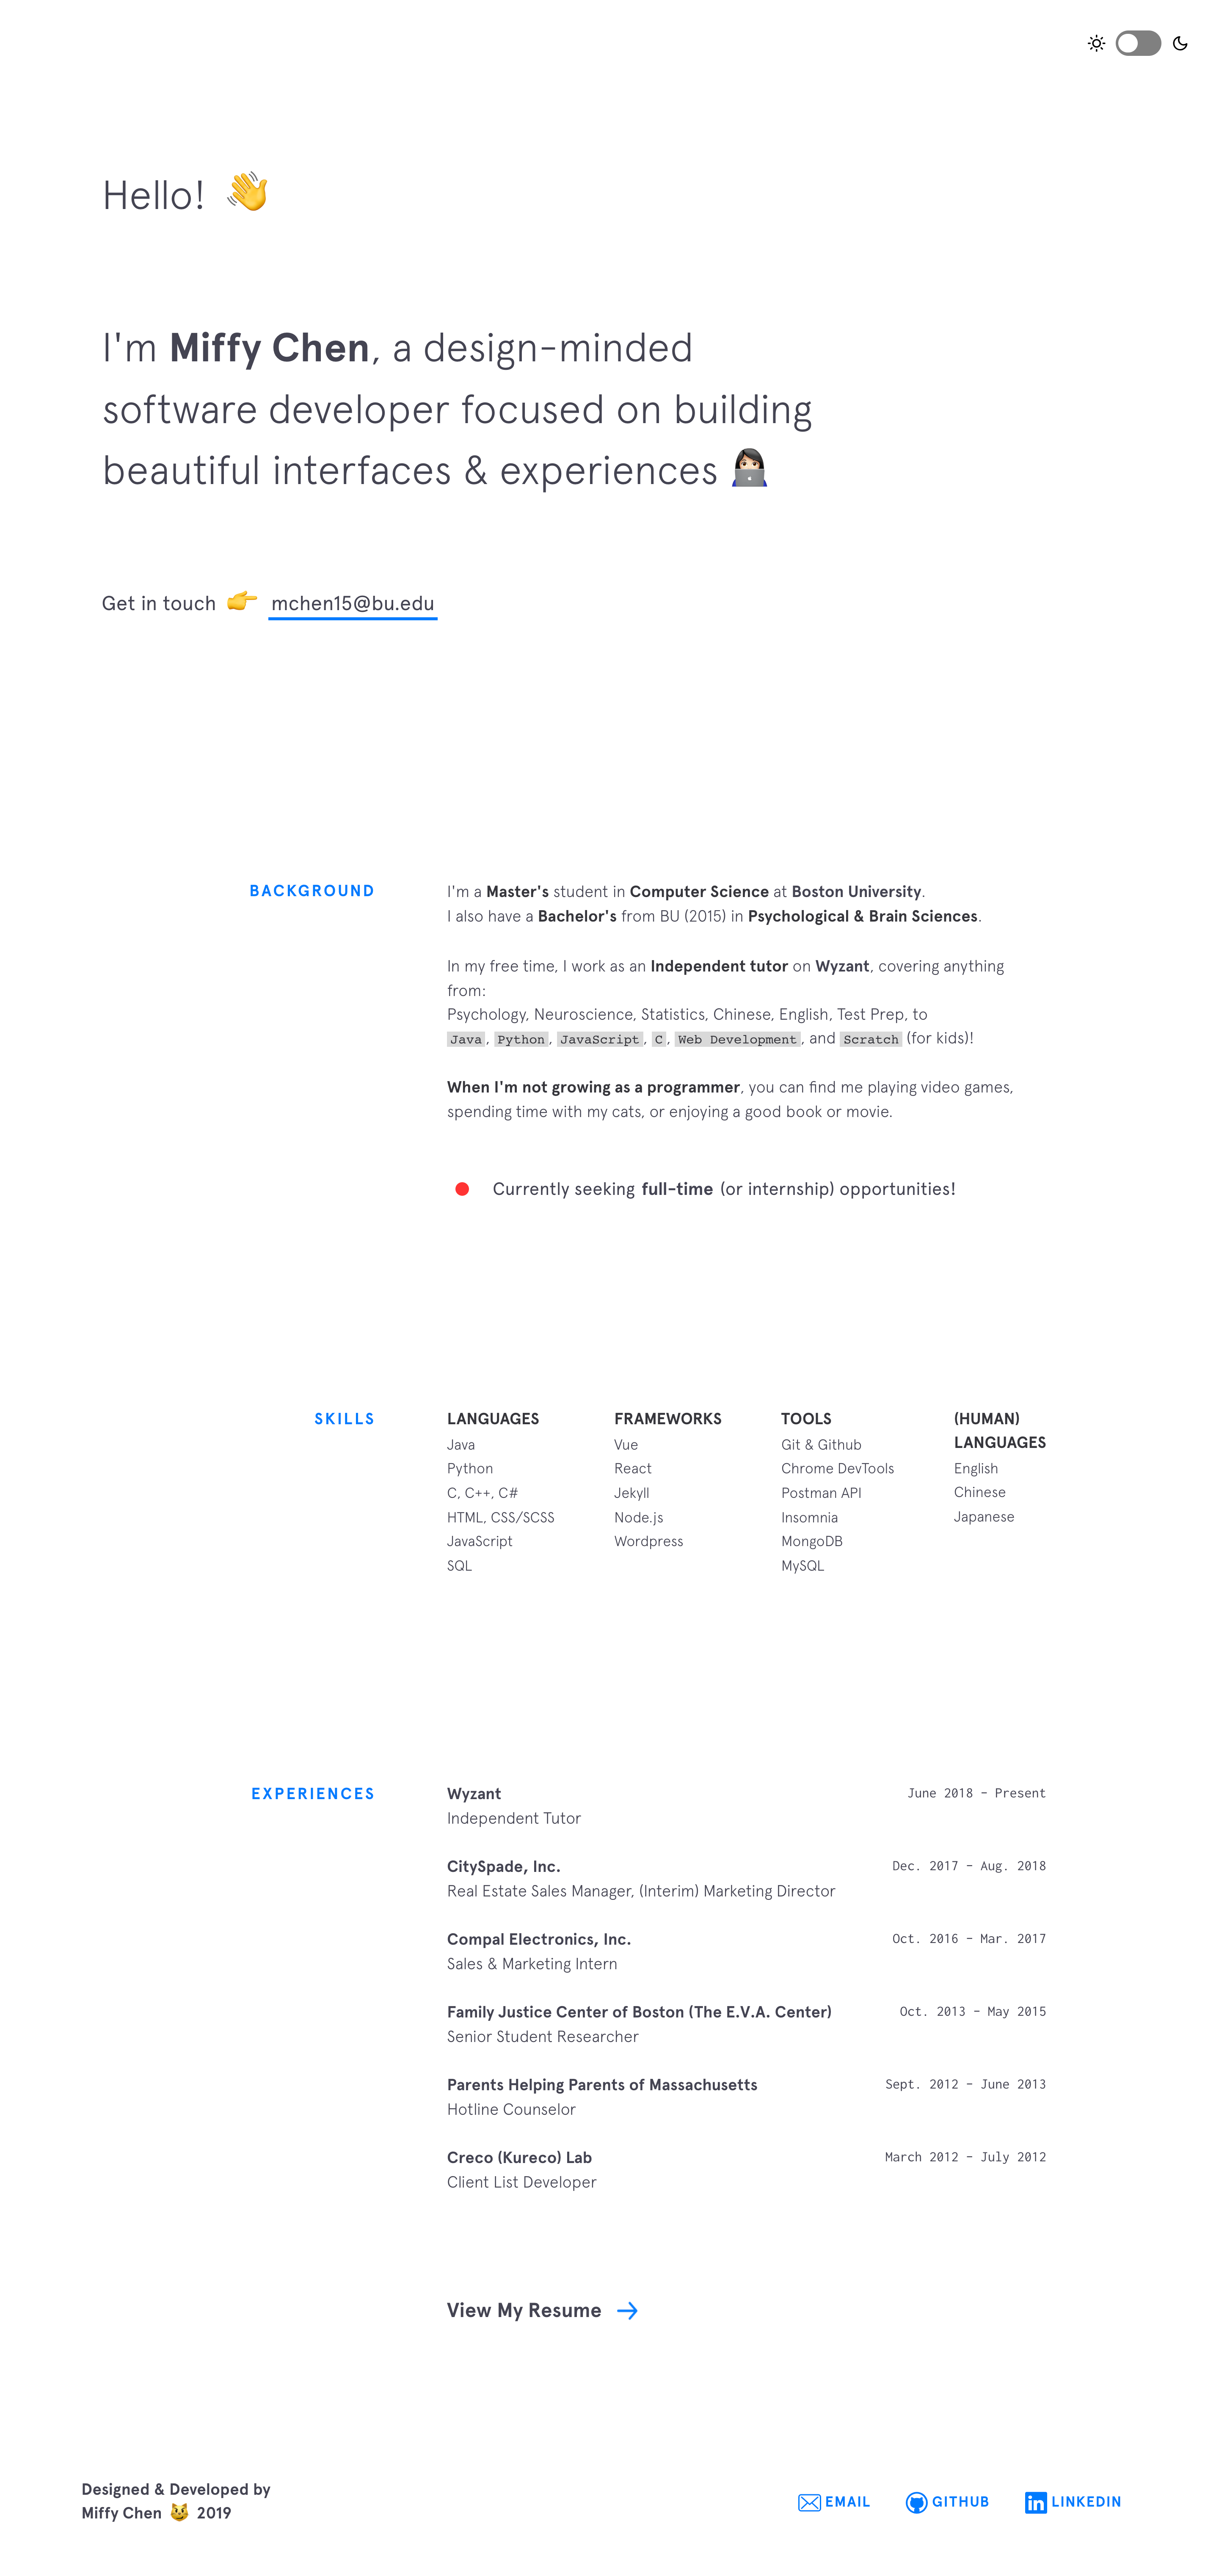 Hello! 👋
I'm Miffy Chen, a design-minded
software developer focused on building
beautiful interfaces & experiences 👩🏻‍💻
Get in touch 👉 mchen15@bu.edu
BACKGROUND
I'm a Master's student in Computer Science at Boston University.
I also have a Bachelor's from BU (2015) in Psychological & Brain Sciences.
In my free time, I work as an Independent tutor on Wyzant, covering anything
from:
Psychology, Neuroscience, Statistics, Chinese, English, Test Prep, to
Java, Python, JavaScript, C, Web Development, and Scratch (for kids)!
When I'm not growing as a programmer, you can find me playing video games,
spending time with my cats, or enjoying a good book or movie.
Currently seeking full-time (or internship) opportunities!
SKILLS
LANGUAGES
Java
Python
C, C++, C#
HTML, CSS/SCSS
JavaScript
SQL
FRAMEWORKS
Vue
React
Jekyll
Node.js
Wordpress
TOOLS
Git & Github
Chrome DevTools
Postman API
Insomnia
MongoDB
MySQL
(HUMAN)
LANGUAGES
English
Chinese
Japanese
EXPERIENCES
Wyzant June 2018 - Present
Independent Tutor
CitySpade, Inc. Dec. 2017 - Aug. 2018
Real Estate Sales Manager, (Interim) Marketing Director
Compal Electronics, Inc. Oct. 2016 - Mar. 2017
Sales & Marketing Intern
Family Justice Center of Boston (The E.V.A. Center) Oct. 2013 - May 2015
Senior Student Researcher
Parents Helping Parents of Massachusetts Sept. 2012 - June 2013
Hotline Counselor
Creco (Kureco) Lab March 2012 - July 2012
Client List Developer
View My Resume →
Designed & Developed by
Miffy Chen 😼 2019
EMAIL GITHUB LINKEDIN